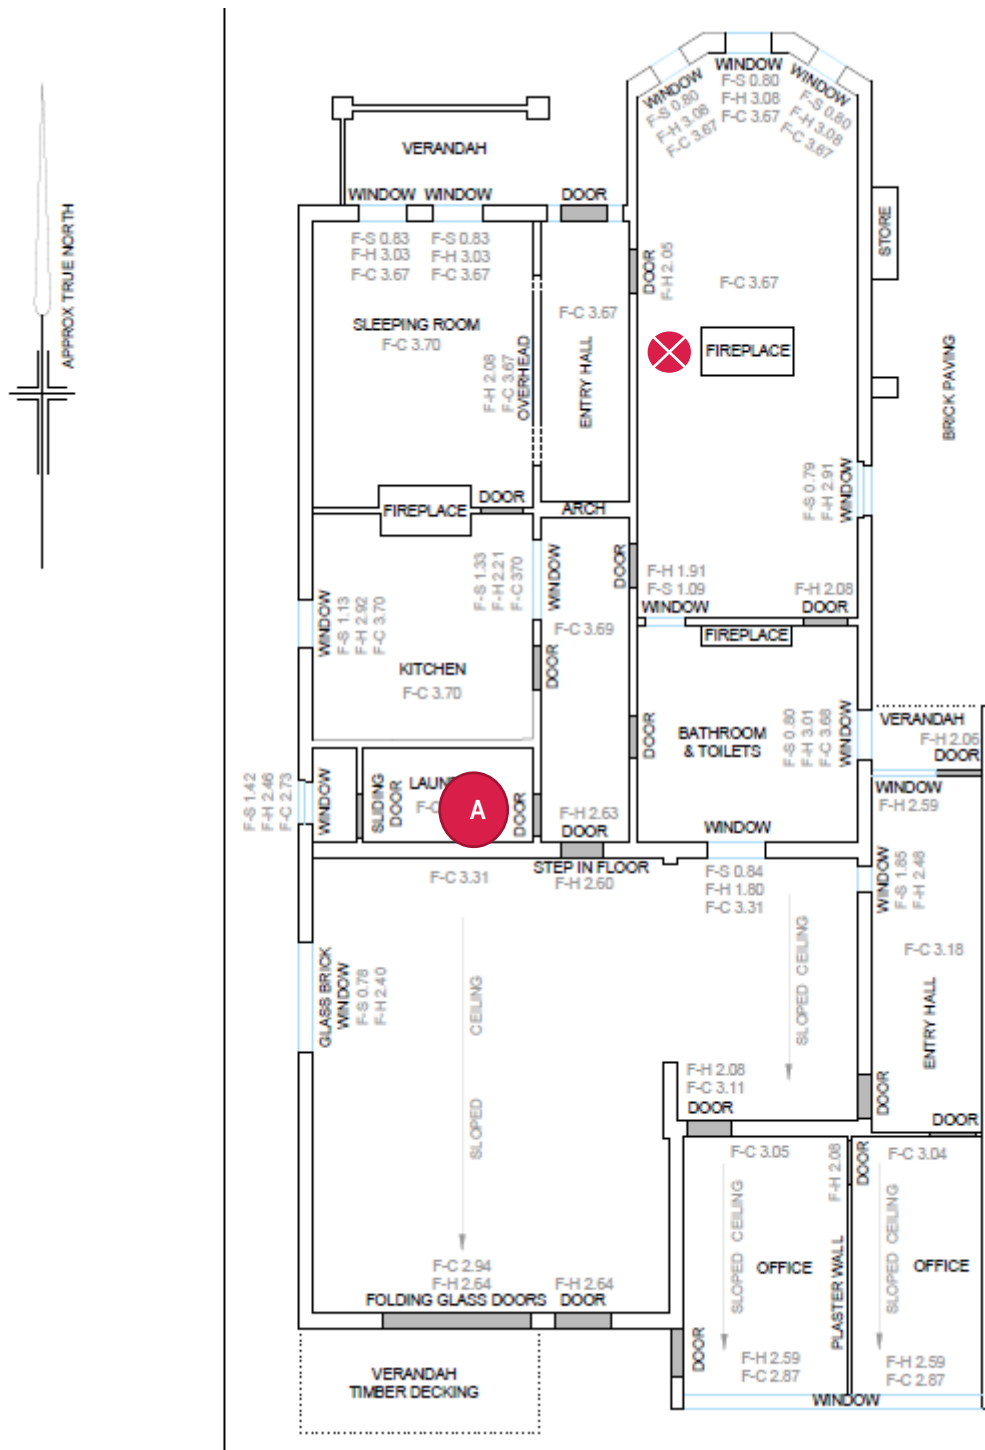 APPROX TRUE NORTH
VERANDAH
WINDOW
F-S 0.80
F-H 3.08
F-C 3.67
WINDOW
F-S 0.80
F-H 3.08
F-C 3.67
WINDOW
F-S 0.80
F-H 3.08
F-C 3.67
WINDOW WINDOW
DOOR
F-S 0.83 F-S 0.83
F-H 3.03 F-H 3.03
F-C 3.67 F-C 3.67
STORE
DOOR
F-H 2.05
F-C 3.67
F-C 3.67
SLEEPING ROOM
F-C 3.70
F-H 2.08
F-C 3.67
OVERHEAD
ENTRY HALL
FIREPLACE
BRICK PAVING
DOOR
FIREPLACE
ARCH
F-S 0.79
F-H 2.91
WINDOW
F-S 1.33
F-H 2.21
F-C 370
WINDOW
DOOR
F-H 1.91
F-S 1.09
WINDOW
F-H 2.08
DOOR
WINDOW
F-S 1.13
F-H 2.92
F-C 3.70
F-C 3.69
FIREPLACE
KITCHEN
F-C 3.70
DOOR
DOOR
BATHROOM
& TOILETS
F-S 0.80
F-H 3.01
F-C 3.68
WINDOW
VERANDAH
F-H 2.06
DOOR
WINDOW
F-H 2.59
F-S 1.42
F-H 2.46
F-C 2.73
WINDOW
SLIDING
DOOR
LAUN
F-C
A
DOOR
F-H 2.63
DOOR
STEP IN FLOOR
F-H 2.60
F-C 3.31
WINDOW
F-S 0.84
F-H 1.80
F-C 3.31
WINDOW
F-S 1.85
F-H 2.48
F-C 3.18
ENTRY HALL
GLASS BRICK
WINDOW
F-S 0.78
F-H 2.40
SLOPED CEILING
SLOPED CEILING
F-H 2.08
F-C 3.11
DOOR
DOOR
DOOR
F-C 3.05
F-H 2.08
DOOR
F-C 3.04
SLOPED CEILING
OFFICE
PLASTER WALL
SLOPED CEILING
OFFICE
F-C 2.94
F-H 2.64
F-H 2.64
FOLDING GLASS DOORS DOOR
DOOR
F-H 2.59
F-C 2.87
F-H 2.59
F-C 2.87
WINDOW
VERANDAH
TIMBER DECKING